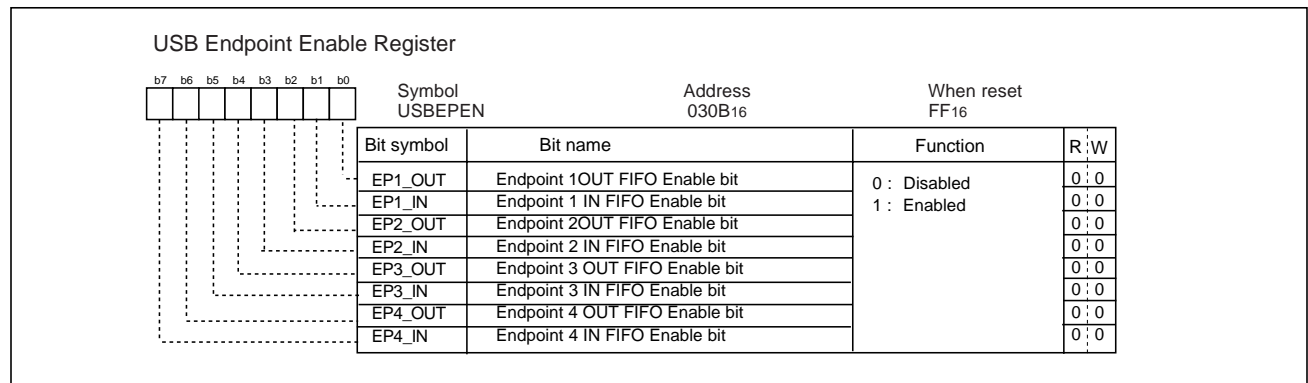 USB Endpoint Enable Register
b7 b6 b5 b4 b3 b2 b1 b0
Symbol Address When reset
USBEPEN 030B16 FF16
Bit symbol Bit name Function R W
EP1_OUT Endpoint 1OUT FIFO Enable bit 0 : Disabled 0 0
EP1_IN Endpoint 1 IN FIFO Enable bit 1 : Enabled 0 0
EP2_OUT Endpoint 2OUT FIFO Enable bit 0 0
EP2_IN Endpoint 2 IN FIFO Enable bit 0 0
EP3_OUT Endpoint 3 OUT FIFO Enable bit 0 0
EP3_IN Endpoint 3 IN FIFO Enable bit 0 0
EP4_OUT Endpoint 4 OUT FIFO Enable bit 0 0
EP4_IN Endpoint 4 IN FIFO Enable bit 0 0